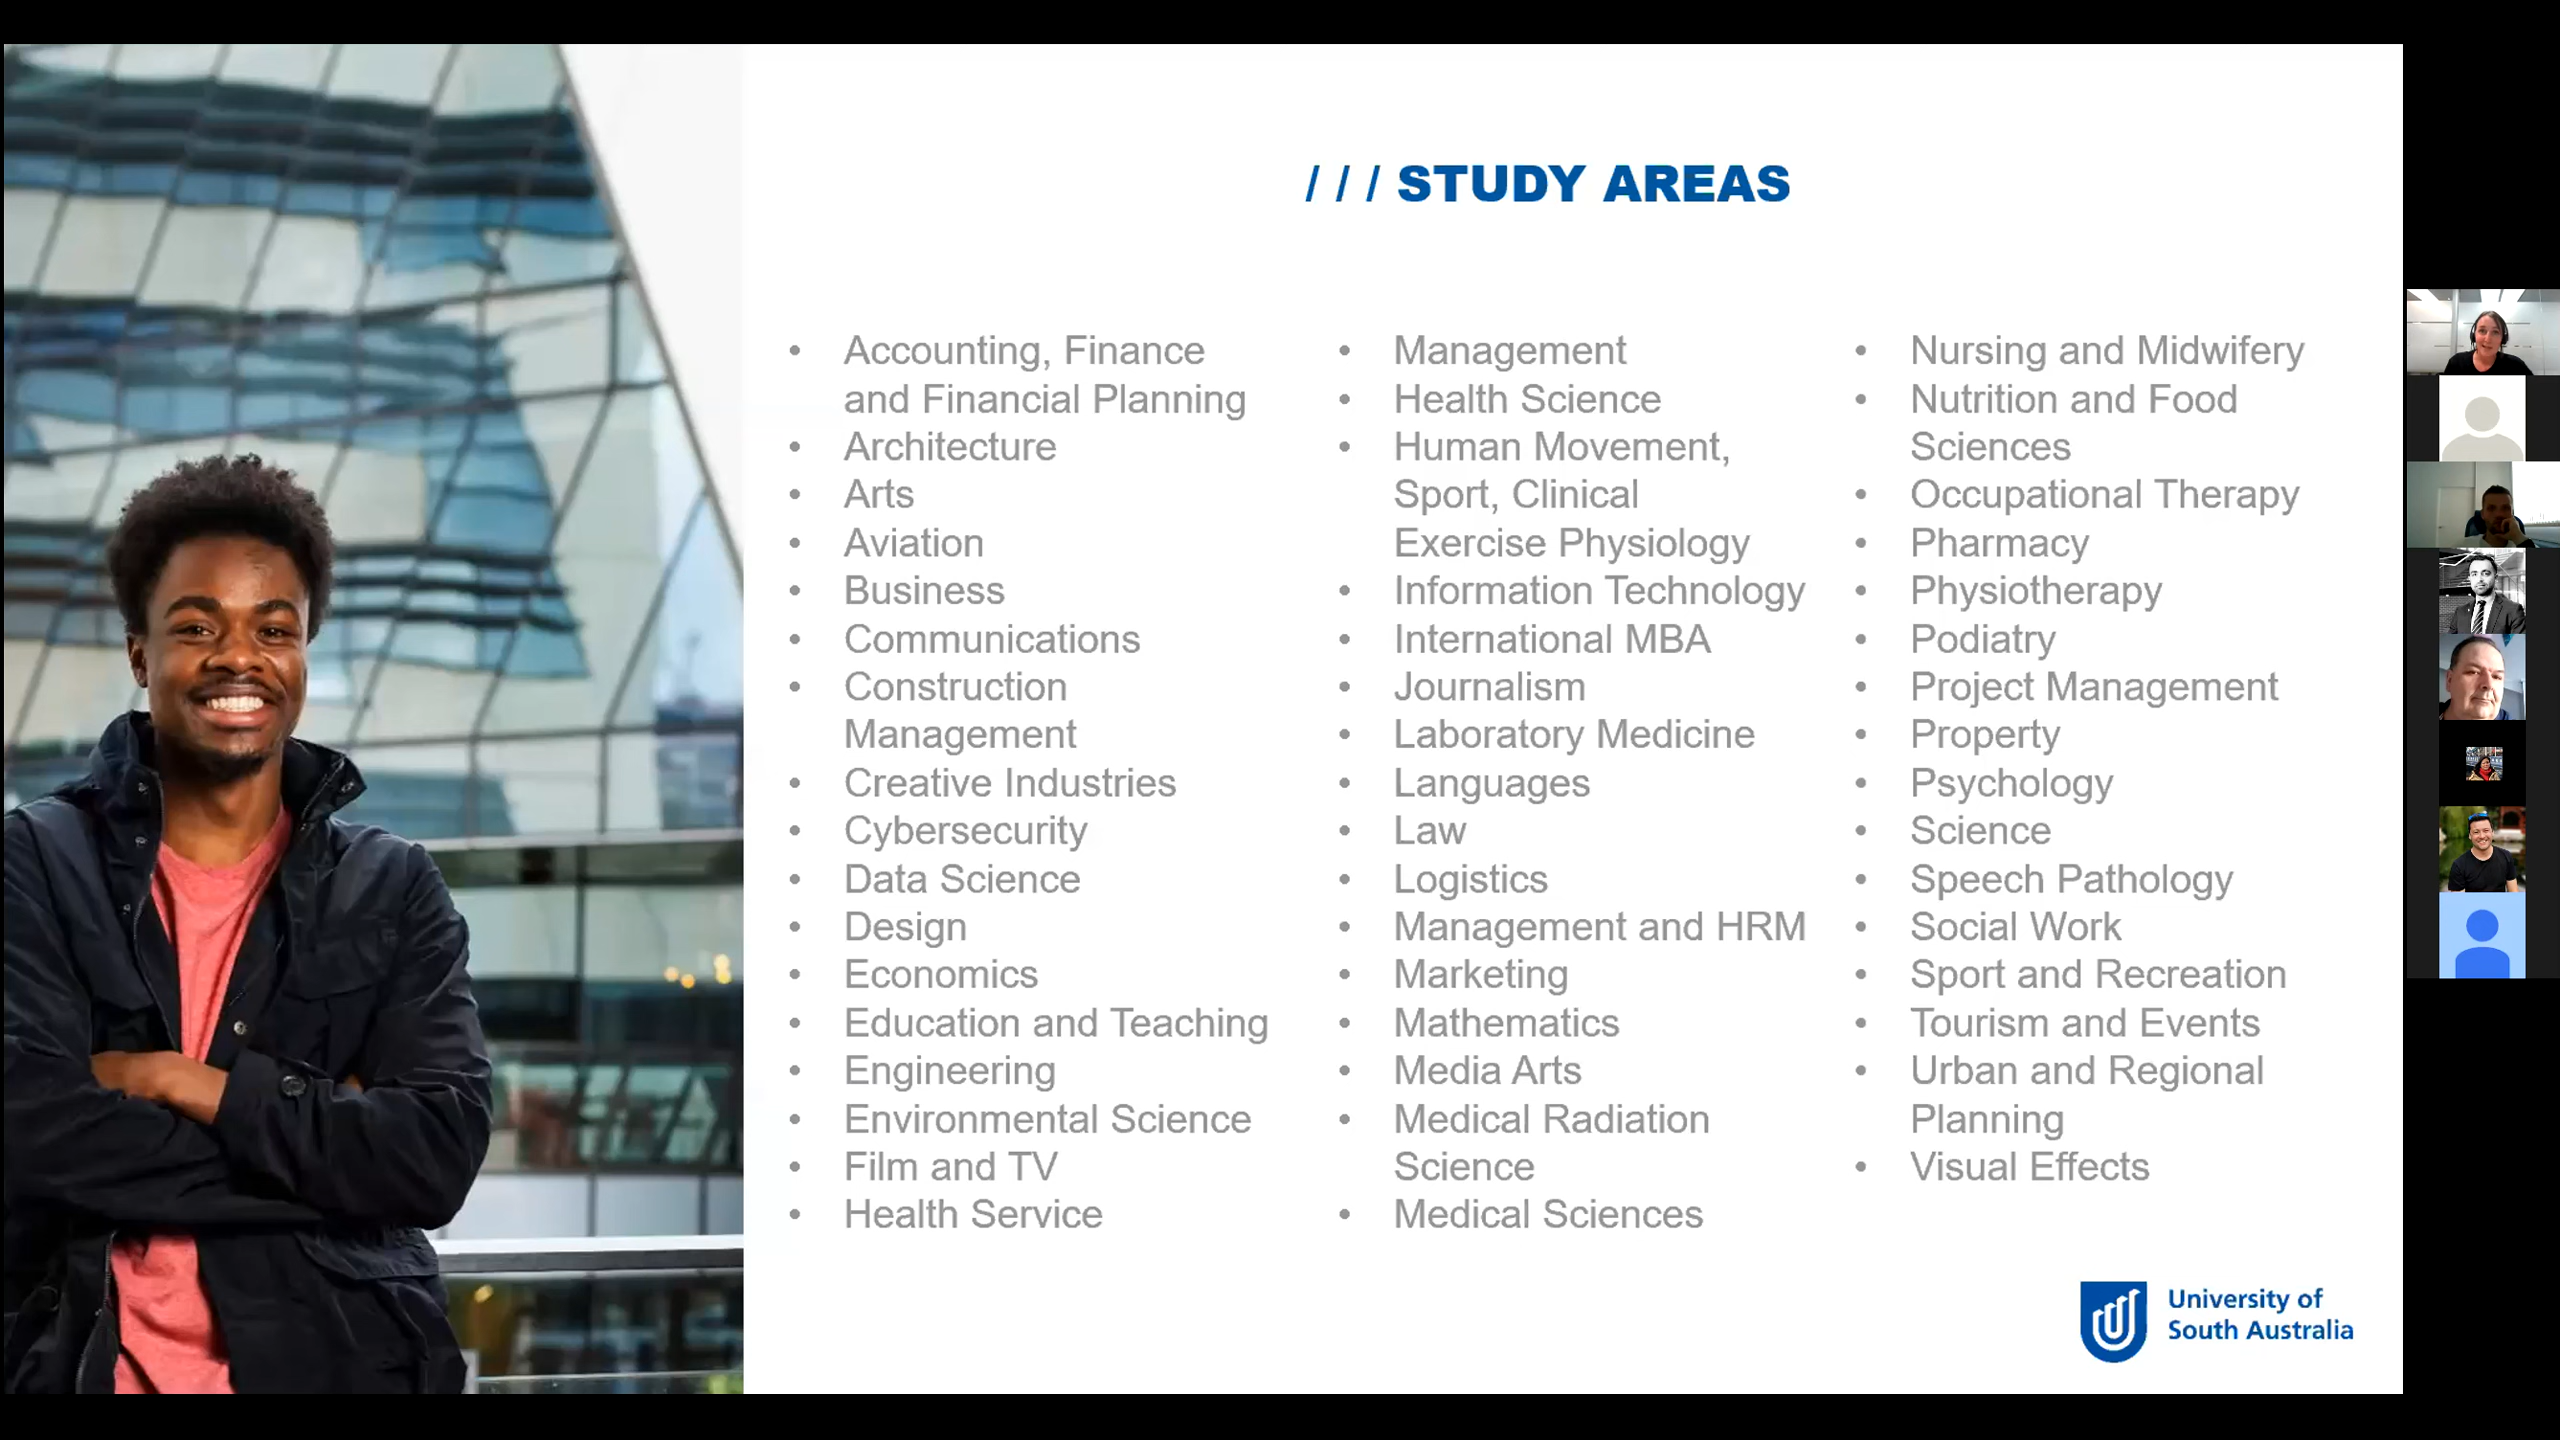 / / / STUDY AREAS
• Accounting, Finance
and Financial Planning
• Architecture
• Arts
• Aviation
• Business
• Communications
• Construction
Management
• Creative Industries
• Cybersecurity
• Data Science
• Design
• Economics
• Education and Teaching
• Engineering
• Environmental Science
• Film and TV
• Health Service
• Management
• Health Science
• Human Movement,
Sport, Clinical
Exercise Physiology
• Information Technology
• International MBA
• Journalism
• Laboratory Medicine
• Languages
• Law
• Logistics
• Management and HRM
• Marketing
• Mathematics
• Media Arts
• Medical Radiation
Science
• Medical Sciences
• Nursing and Midwifery
• Nutrition and Food
Sciences
• Occupational Therapy
• Pharmacy
• Physiotherapy
• Podiatry
• Project Management
• Property
• Psychology
• Science
• Speech Pathology
• Social Work
• Sport and Recreation
• Tourism and Events
• Urban and Regional
Planning
• Visual Effects
University of
South Australia